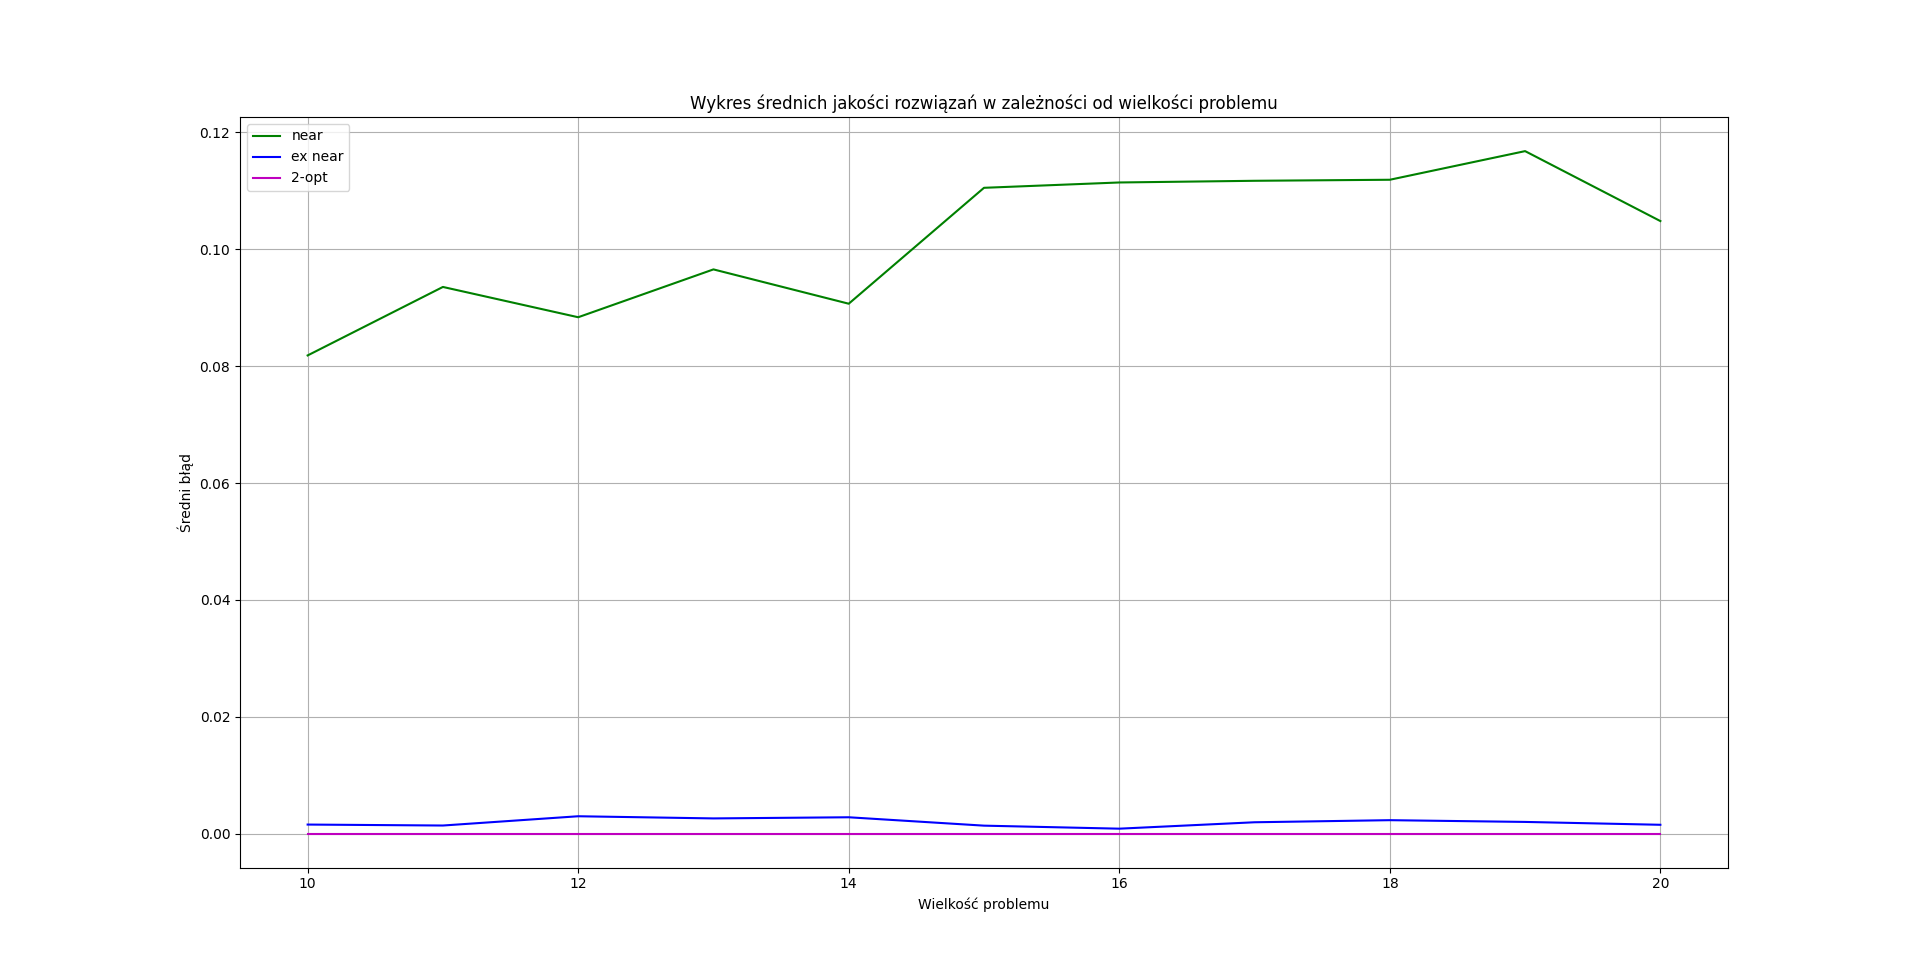 Wykres średnich jakości rozwiązań w zależności od wielkości problemu
near
ex near
2-opt
0.12
0.10
0.08
0.06
0.04
0.02
0.00
Średni błąd
10 12 14 16 18 20
Wielkość problemu